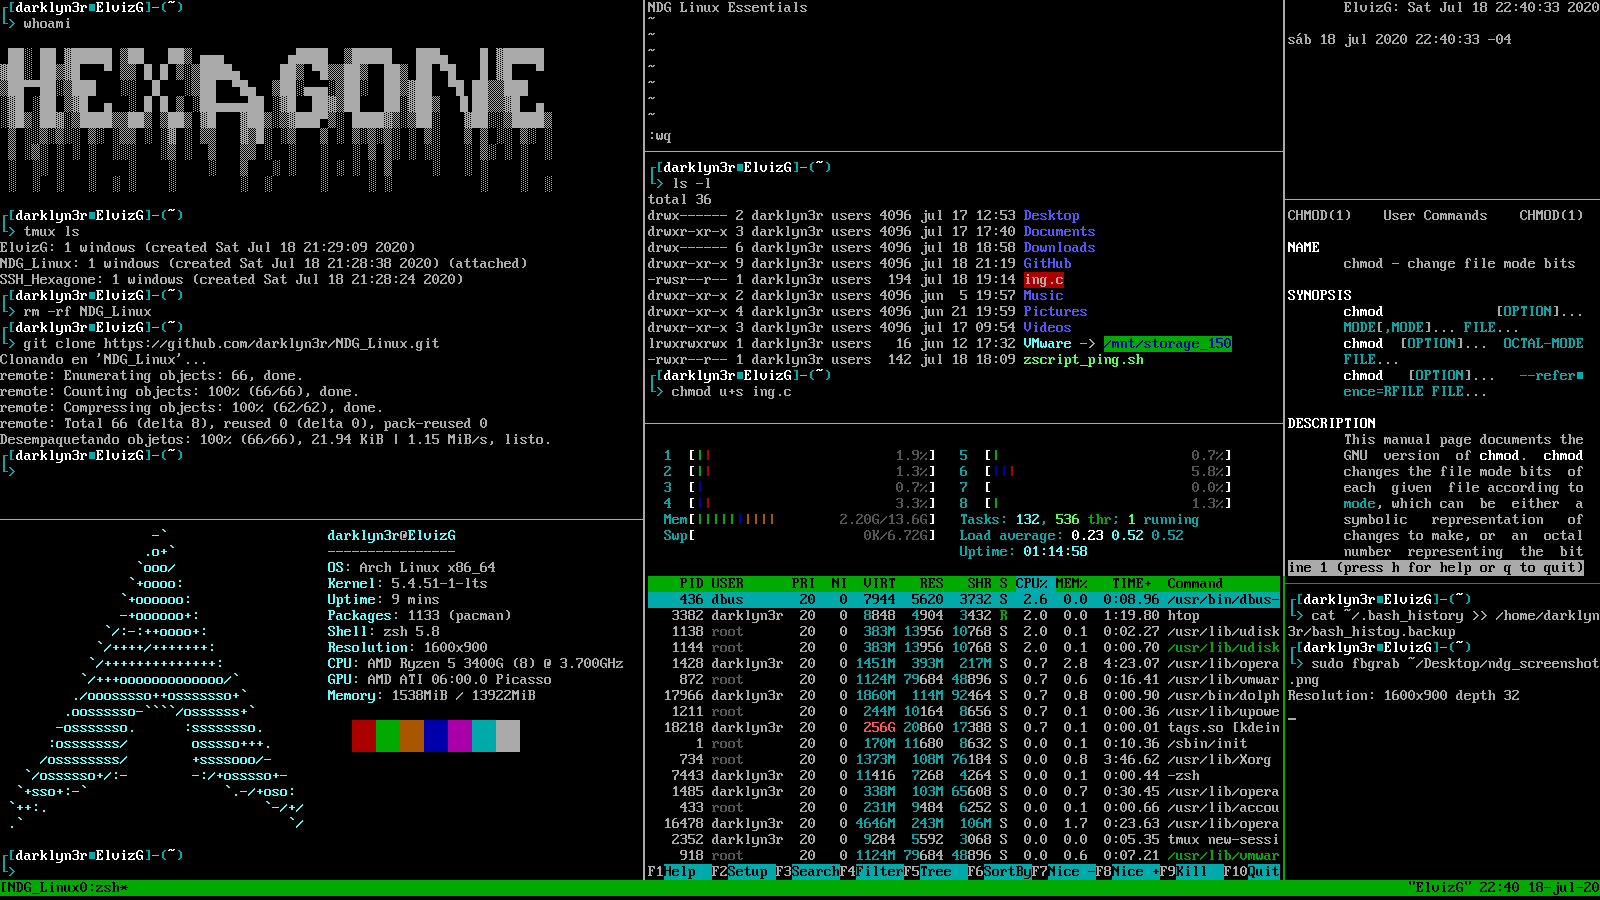 ┌[darklyn3r■ElvizG]-(~)
└> whoami
HEXAGONE
┌[darklyn3r■ElvizG]-(~)
└> tmux ls
ElvizG: 1 windows (created Sat Jul 18 21:29:09 2020)
NDG_Linux: 1 windows (created Sat Jul 18 21:28:38 2020) (attached)
SSH_Hexagone: 1 windows (created Sat Jul 18 21:28:24 2020)
┌[darklyn3r■ElvizG]-(~)
└> rm -rf NDG_Linux
┌[darklyn3r■ElvizG]-(~)
└> git clone https://github.com/darklyn3r/NDG_Linux.git
Clonando en 'NDG_Linux'...
remote: Enumerating objects: 66, done.
remote: Counting objects: 100% (66/66), done.
remote: Compressing objects: 100% (62/62), done.
remote: Total 66 (delta 8), reused 0 (delta 0), pack-reused 0
Desempaquetando objetos: 100% (66/66), 21.94 KiB | 1.15 MiB/s, listo.
┌[darklyn3r■ElvizG]-(~)
└>
darklyn3r@ElvizG
----------------
OS: Arch Linux x86_64
Kernel: 5.4.51-1-lts
Uptime: 9 mins
Packages: 1133 (pacman)
Shell: zsh 5.8
Resolution: 1600x900
CPU: AMD Ryzen 5 3400G (8) @ 3.700GHz
GPU: AMD ATI 06:00.0 Picasso
Memory: 1538MiB / 13922MiB
┌[darklyn3r■ElvizG]-(~)
└>
NDG Linux Essentials
~
~
~
~
~
~
~
:wq
┌[darklyn3r■ElvizG]-(~)
└> ls -l
total 36
drwx------ 2 darklyn3r users 4096 jul 17 12:53 Desktop
drwxr-xr-x 3 darklyn3r users 4096 jul 17 17:40 Documents
drwx------ 6 darklyn3r users 4096 jul 18 18:58 Downloads
drwxr-xr-x 9 darklyn3r users 4096 jul 18 21:19 GitHub
-rwsr--r-- 1 darklyn3r users 194 jul 18 19:14 ing.c
drwxr-xr-x 2 darklyn3r users 4096 jun 5 19:57 Music
drwxr-xr-x 4 darklyn3r users 4096 jun 21 19:59 Pictures
drwxr-xr-x 3 darklyn3r users 4096 jul 17 09:54 Videos
lrwxrwxrwx 1 darklyn3r users 16 jun 12 17:32 VMware -> /mnt/storage_150
-rwxr--r-- 1 darklyn3r users 142 jul 18 18:09 zscript_ping.sh
┌[darklyn3r■ElvizG]-(~)
└> chmod u+s ing.c
1 [|| 1.9%] 5 [| 0.7%]
2 [|| 1.3%] 6 [||| 5.8%]
3 [| 0.7%] 7 [ 0.0%]
4 [|| 3.3%] 8 [| 1.3%]
Mem[|||||||||| 2.20G/13.6G] Tasks: 132, 536 thr; 1 running
Swp[ 0K/6.72G] Load average: 0.23 0.52 0.52
Uptime: 01:14:58
PID USER PRI NI VIRT RES SHR S CPU% MEM% TIME+ Command
436 dbus 20 0 7944 5620 3732 S 2.6 0.0 0:08.96 /usr/bin/dbus-
3382 darklyn3r 20 0 8848 4904 3432 R 2.0 0.0 1:19.80 htop
1138 root 20 0 383M 13956 10768 S 2.0 0.1 0:02.27 /usr/lib/udisk
1144 root 20 0 383M 13956 10768 S 2.0 0.1 0:00.70 /usr/lib/udisk
1428 darklyn3r 20 0 1451M 393M 217M S 0.7 2.8 4:23.07 /usr/lib/opera
872 root 20 0 1124M 79684 48896 S 0.7 0.6 0:16.41 /usr/lib/vmwar
17966 darklyn3r 20 0 1860M 114M 92464 S 0.7 0.8 0:00.90 /usr/bin/dolph
1211 root 20 0 244M 10164 8656 S 0.7 0.1 0:00.36 /usr/lib/upowe
18218 darklyn3r 20 0 256G 20860 17388 S 0.7 0.1 0:00.01 tags.so [kdein
1 root 20 0 170M 11680 8632 S 0.0 0.1 0:10.36 /sbin/init
734 root 20 0 1373M 108M 76184 S 0.0 0.8 3:46.62 /usr/lib/Xorg
7443 darklyn3r 20 0 11416 7268 4264 S 0.0 0.1 0:00.44 -zsh
1485 darklyn3r 20 0 338M 103M 65608 S 0.0 0.7 0:30.45 /usr/lib/opera
433 root 20 0 231M 9484 6252 S 0.0 0.1 0:00.66 /usr/lib/accou
16478 darklyn3r 20 0 4646M 243M 106M S 0.0 1.7 0:23.63 /usr/lib/opera
2352 darklyn3r 20 0 9284 5592 3068 S 0.0 0.0 0:05.35 tmux new-sessi
918 root 20 0 1124M 79684 48896 S 0.0 0.6 0:07.21 /usr/lib/vmwar
F1Help F2Setup F3SearchF4FilterF5Tree F6SortByF7Nice -F8Nice +F9Kill F10Quit
ElvizG: Sat Jul 18 22:40:33 2020
sáb 18 jul 2020 22:40:33 -04
CHMOD(1) User Commands CHMOD(1)
NAME
chmod - change file mode bits
SYNOPSIS
chmod [OPTION]...
MODE[,MODE]... FILE...
chmod [OPTION]... OCTAL-MODE
FILE...
chmod [OPTION]... --refer■
ence=RFILE FILE...
DESCRIPTION
This manual page documents the
GNU version of chmod. chmod
changes the file mode bits of
each given file according to
mode, which can be either a
symbolic representation of
changes to make, or an octal
number representing the bit
ine 1 (press h for help or q to quit)
┌[darklyn3r■ElvizG]-(~)
└> cat ~/.bash_history >> /home/darklyn
3r/bash_histoy.backup
┌[darklyn3r■ElvizG]-(~)
└> sudo fbgrab ~/Desktop/ndg_screenshot
.png
Resolution: 1600x900 depth 32
_
[NDG_Linux0:zsh* "ElvizG" 22:40 18-jul-20